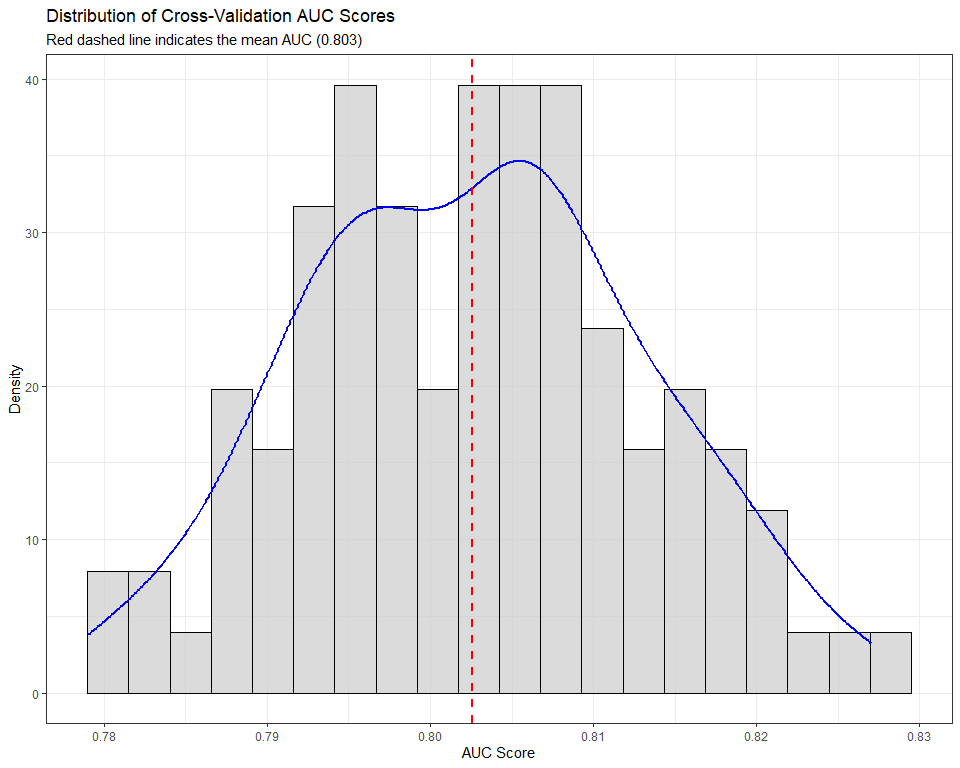 Distribution of Cross-Validation AUC Scores
Red dashed line indicates the mean AUC (0.803)
Density
40
30
20
10
0
0.78 0.79 0.80 0.81 0.82 0.83
AUC Score